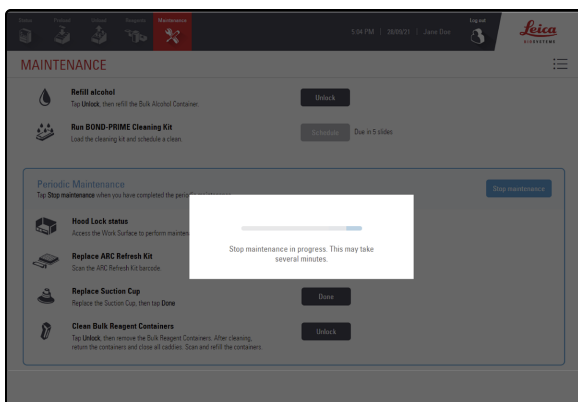 Status Preload Unload Reagents Maintenance
5:04 PM | 28/09/21 | Jane Doe
Log out
Leica
BIOSYSTEMS
MAINTENANCE
Refill alcohol
Tap Unlock, then refill the Bulk Alcohol Container.
Unlock
Run BOND-PRIME Cleaning Kit
Load the cleaning kit and schedule a clean.
Schedule
Due in 5 slides
Periodic Maintenance
Tap Stop maintenance when you have completed the
Stop maintenance
Hood Lock status
Access the Work Surface to perform
Stop maintenance in progress. This may take
several minutes.
Replace ARC Refresh Kit
Scan the ARC Refresh Kit barcode.
Replace Suction Cup
Replace the Suction Cup, then tap Done
Done
Clean Bulk Reagent Containers
Tap Unlock, then remove the Bulk Reagent Containers. After cleaning,
return the containers and close all caddies. Scan and refill the containers.
Unlock